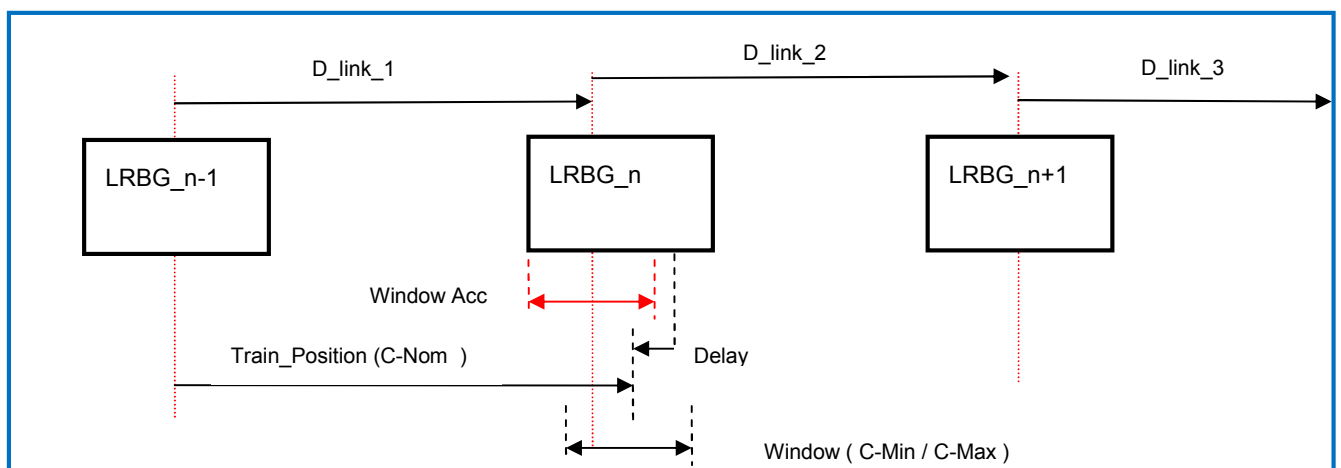 D_link_1
D_link_2
D_link_3
LRBG_n-1
LRBG_n
LRBG_n+1
Window Acc
Train_Position (C-Nom )
Delay
Window ( C-Min / C-Max )